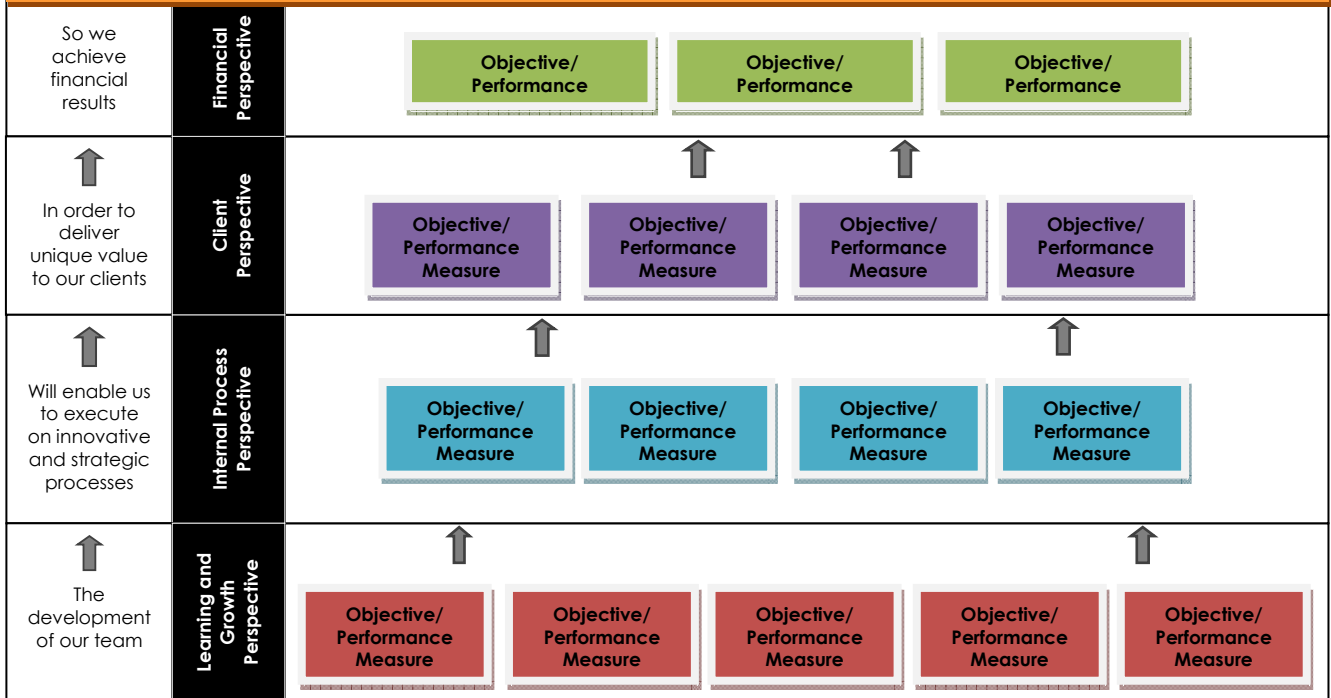 So we
achieve
financial
results
Financial
Perspective
Objective/
Performance
Objective/
Performance
Objective/
Performance
In order to
deliver
unique value
to our clients
Client
Perspective
Objective/
Performance
Measure
Objective/
Performance
Measure
Objective/
Performance
Measure
Objective/
Performance
Measure
Will enable us
to execute
on innovative
and strategic
processes
Internal Process
Perspective
Objective/
Performance
Measure
Objective/
Performance
Measure
Objective/
Performance
Measure
Objective/
Performance
Measure
The
development
of our team
Learning and
Growth
Perspective
Objective/
Performance
Measure
Objective/
Performance
Measure
Objective/
Performance
Measure
Objective/
Performance
Measure
Objective/
Performance
Measure